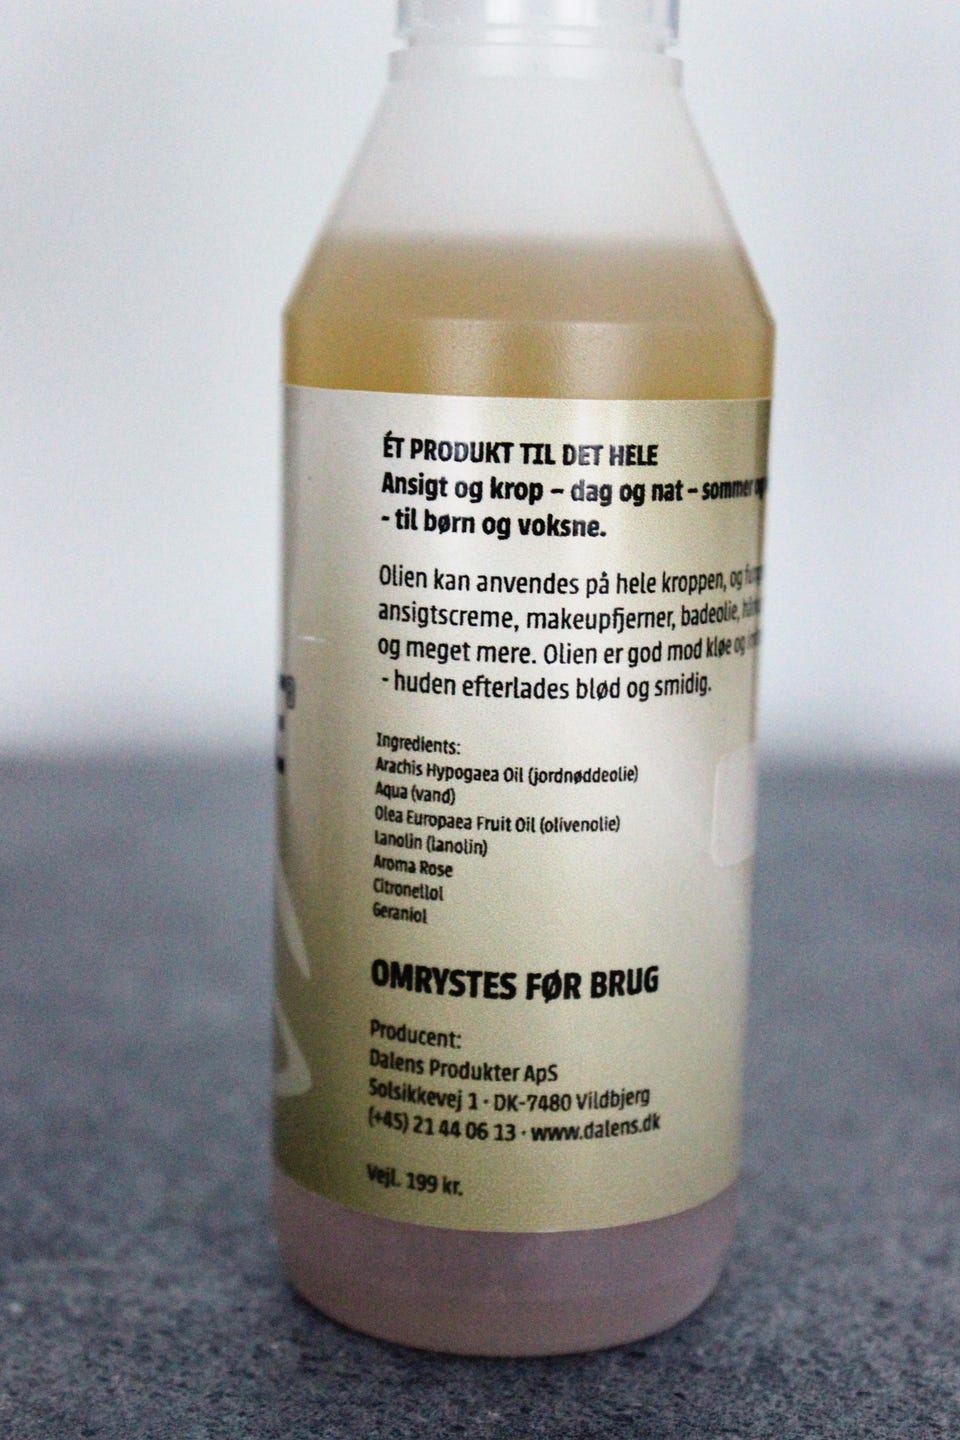 ÉT PRODUKT TIL DET HELE
Ansigt og krop – dag og nat – sommer
- til børn og voksne.
Olien kan anvendes på hele kroppen, og
ansigtscreme, makeupfjerner, badeolie,
og meget mere. Olien er god mod kløe og
- huden efterlades blød og smidig.
Ingredients:
Arachis Hypogaea Oil (jordnøddeolie)
Aqua (vand)
Olea Europaea Fruit Oil (olivenolie)
Lanolin (lanolin)
Aroma Rose
Citronellol
Geraniol
OMRYSTES FØR BRUG
Producent:
Dalens Produkter ApS
Solsikkevej 1 · DK-7480 Vildbjerg
(+45) 21 44 06 13 · www.dalens.dk
Vejl. 199 kr.